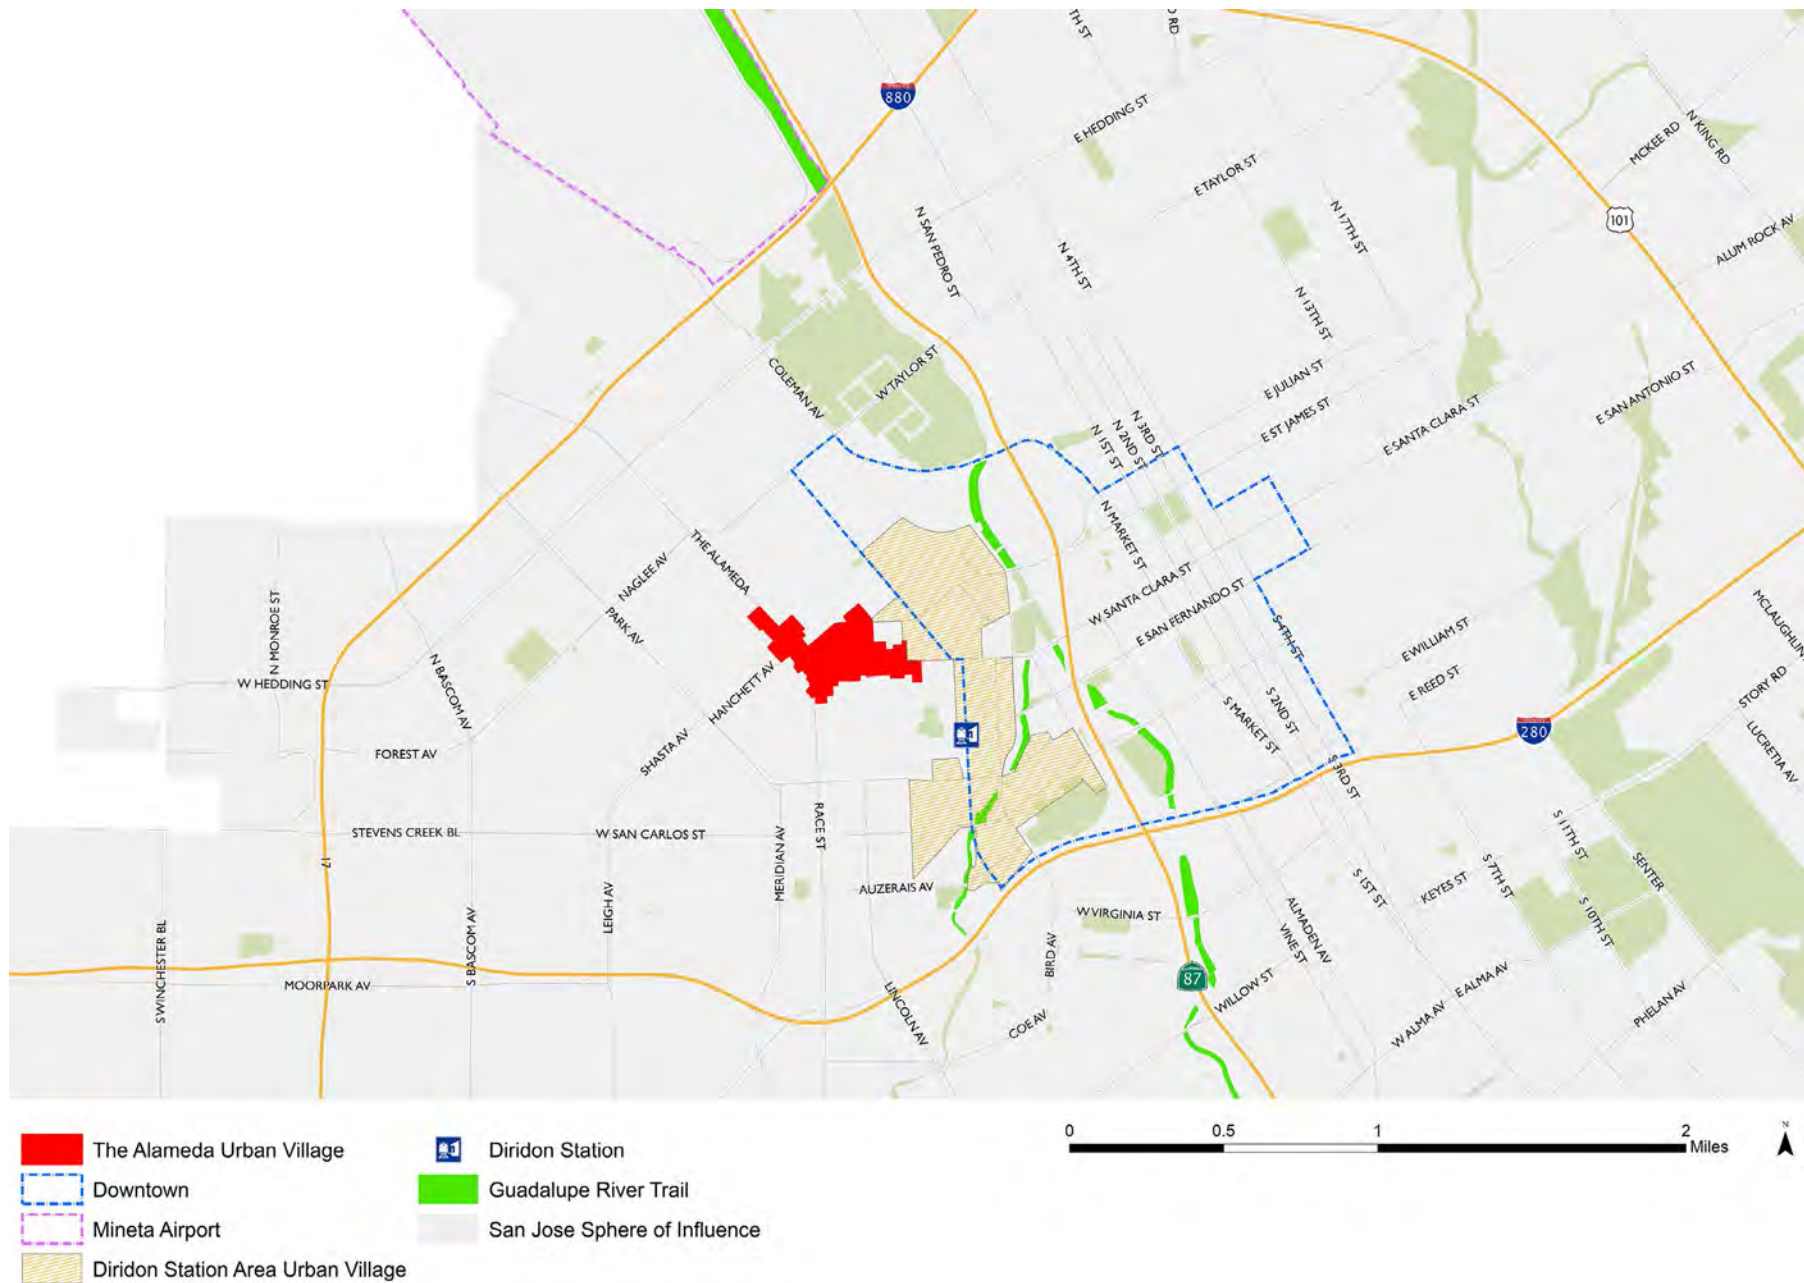 TH ST
O RD
880
E HEDDING ST
MCKEE RD
N KING RD
E TAYLOR ST
N SAN PEDRO ST
N 17TH ST
101
N 4TH ST
ALUM ROCK AV
N 13TH ST
COLEMAN AV
W TAYLOR ST
E JULIAN ST
E SAN ANTONIO ST
E ST JAMES ST
E SANTA CLARA ST
N 3RD ST
N 2ND ST
N 1ST ST
N MARKET ST
THE ALAMEDA
NAGLEE AV
W SANTA CLARA ST
E SAN FERNANDO ST
N MONROE ST
PARK AV
S 4TH ST
E WILLIAM ST
MCLAUGHLIN
N BASCOM AV
W HEDDING ST
HANCHETT AV
E REED ST
STORY RD
S 2ND ST
S MARKET ST
280
LUCRETIA AV
SHASTA AV
FOREST AV
S 3RD ST
STEVENS CREEK BL
W SAN CARLOS ST
RACE ST
MERIDIAN AV
17
S 11TH ST
SENTER
S 7TH ST
S 1ST ST
KEYES ST
AUZERAIS AV
LEIGH AV
W VIRGINIA ST
S 10TH ST
ALMADEN AV
VINE ST
S WINCHESTER BL
S BASCOM AV
BIRD AV
MOORPARK AV
87
WILLOW ST
E ALMA AV
LINCOLN AV
COE AV
W ALMA AV
PHELAN AV
0 0.5 1 2
Miles
N
The Alameda Urban Village
Downtown
Mineta Airport
Diridon Station Area Urban Village
Diridon Station
Guadalupe River Trail
San Jose Sphere of Influence